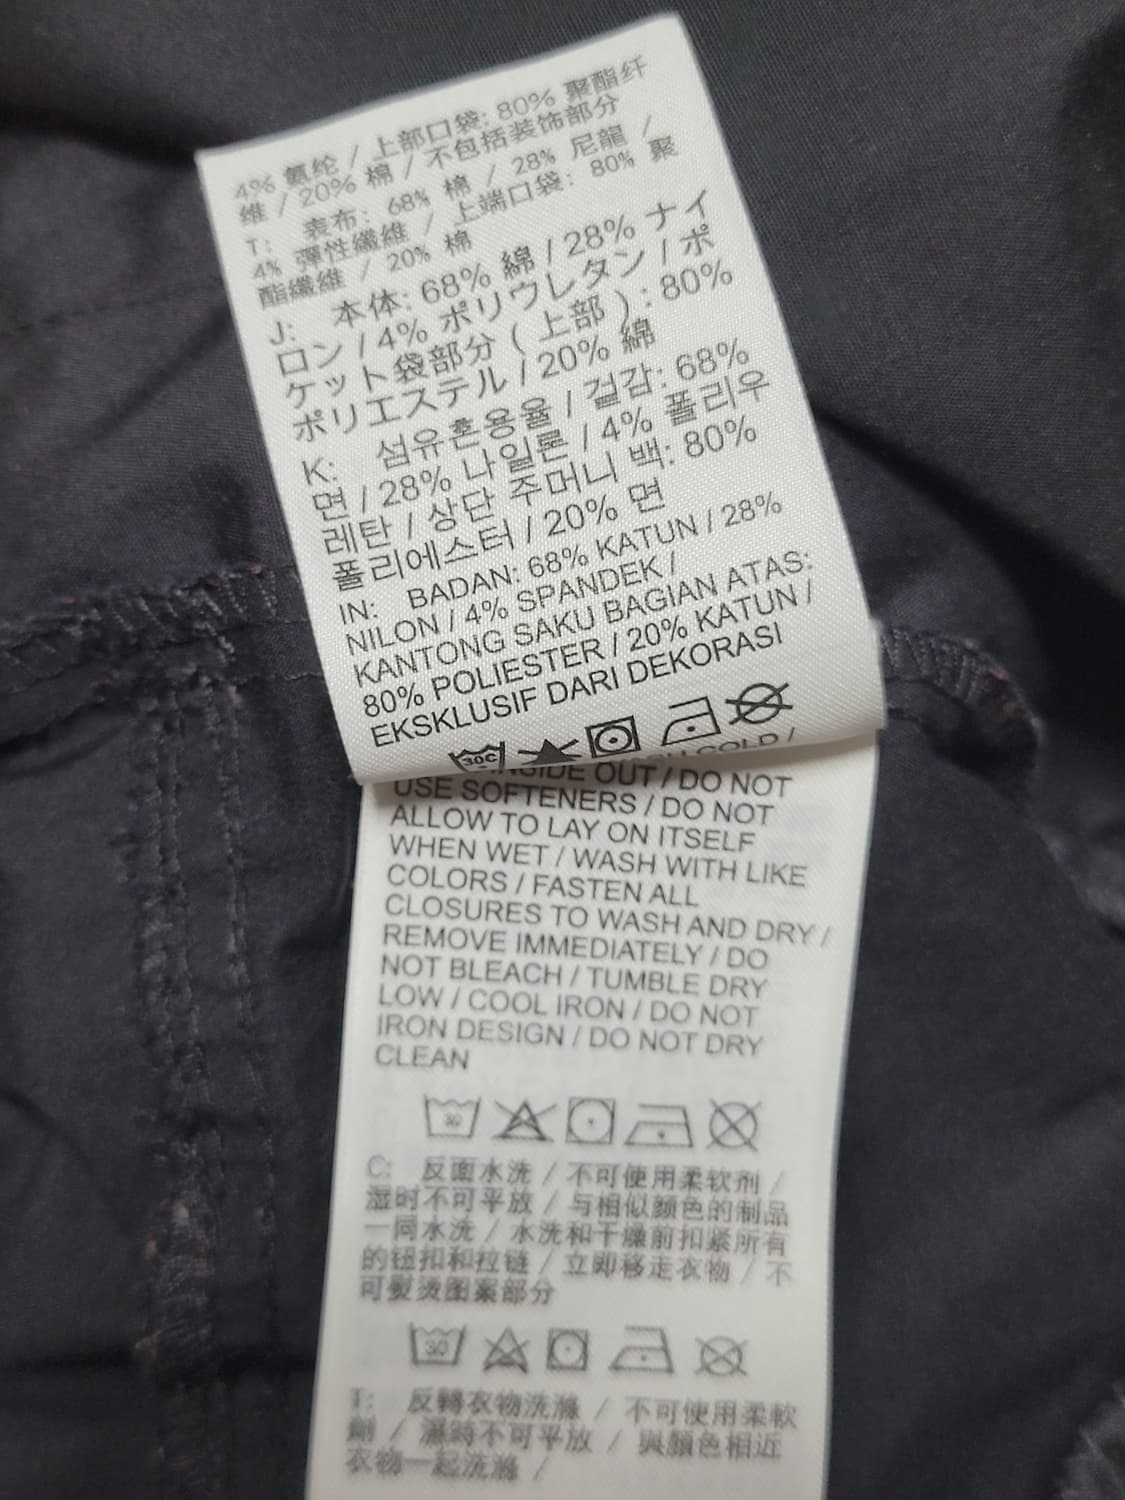 4% 氨纶 / 上部口袋: 80% 聚酯纤
维 / 20% 棉 / 不包括装饰部分
T: 表布: 68% 棉 / 28% 尼龍 /
4% 彈性纖維 / 上端口袋: 80% 聚
酯纖維 / 20% 棉
J: 本体: 68% 綿 / 28% ナイ
ロン / 4% ポリウレタン / ポ
ケット袋部分 ( 上部 ) : 80%
ポリエステル / 20% 綿
K: 섬유혼용율 / 겉감: 68%
면 / 28% 나일론 / 4% 폴리우
레탄 / 상단 주머니 백: 80%
폴리에스터 / 20% 면
IN: BADAN: 68% KATUN / 28%
NILON / 4% SPANDEK /
KANTONG SAKU BAGIAN ATAS:
80% POLIESTER / 20% KATUN /
EKSKLUSIF DARI DEKORASI
30C
COLD /
INSIDE OUT / DO NOT
USE SOFTENERS / DO NOT
ALLOW TO LAY ON ITSELF
WHEN WET / WASH WITH LIKE
COLORS / FASTEN ALL
CLOSURES TO WASH AND DRY /
REMOVE IMMEDIATELY / DO
NOT BLEACH / TUMBLE DRY
LOW / COOL IRON / DO NOT
IRON DESIGN / DO NOT DRY
CLEAN
30
C: 反面水洗 / 不可使用柔软剂 /
湿时不可平放 / 与相似颜色的制品
一同水洗 / 水洗和干燥前扣紧所有
的钮扣和拉链 / 立即移走衣物 / 不
可熨烫图案部分
30
T: 反轉衣物洗滌 / 不可使用柔軟
劑 / 濕時不可平放 / 與顏色相近
衣物一起洗滌 /